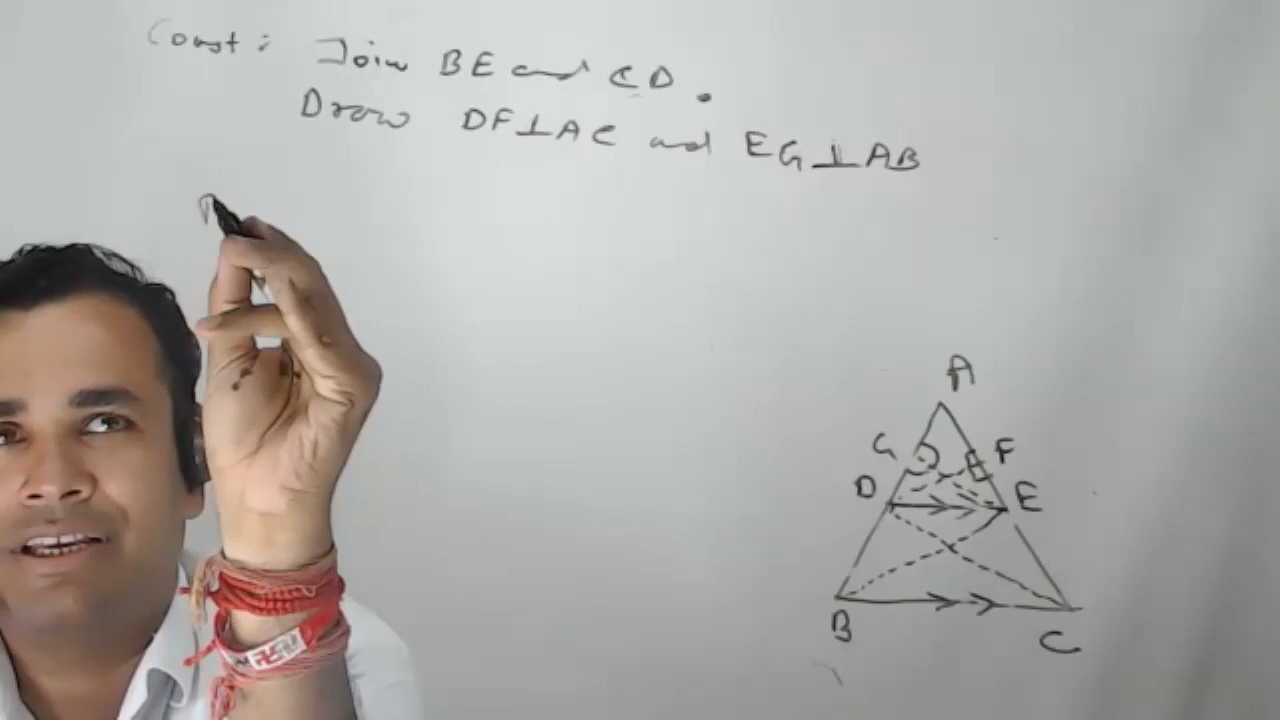 Const: Join BE and CD.
Draw DF⊥AC and EG⊥AB
A
G F
D E
B C